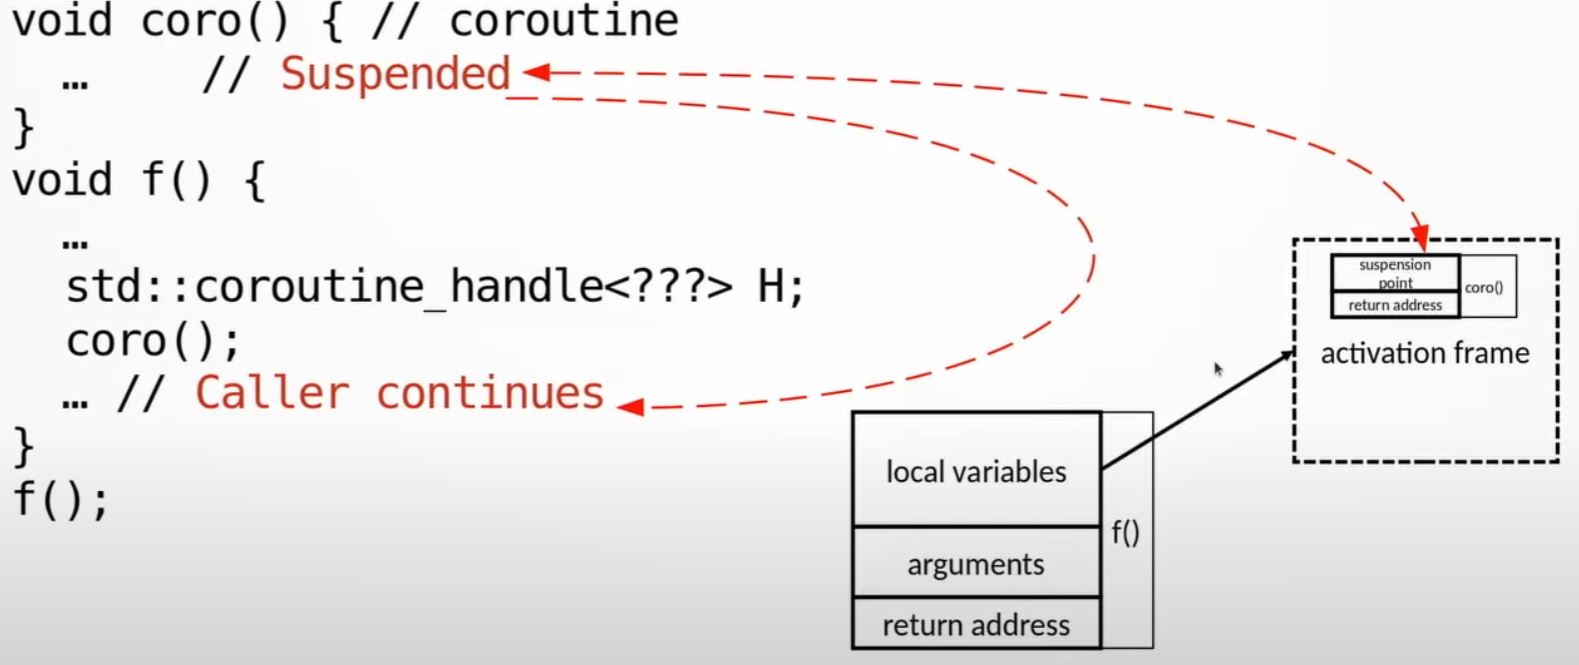 void coro() { // coroutine
… // Suspended
}
void f() {
…
std::coroutine_handle<???> H;
coro();
… // Caller continues
}
f();
suspension
point
return address
coro()
activation frame
local variables
arguments
return address
f()